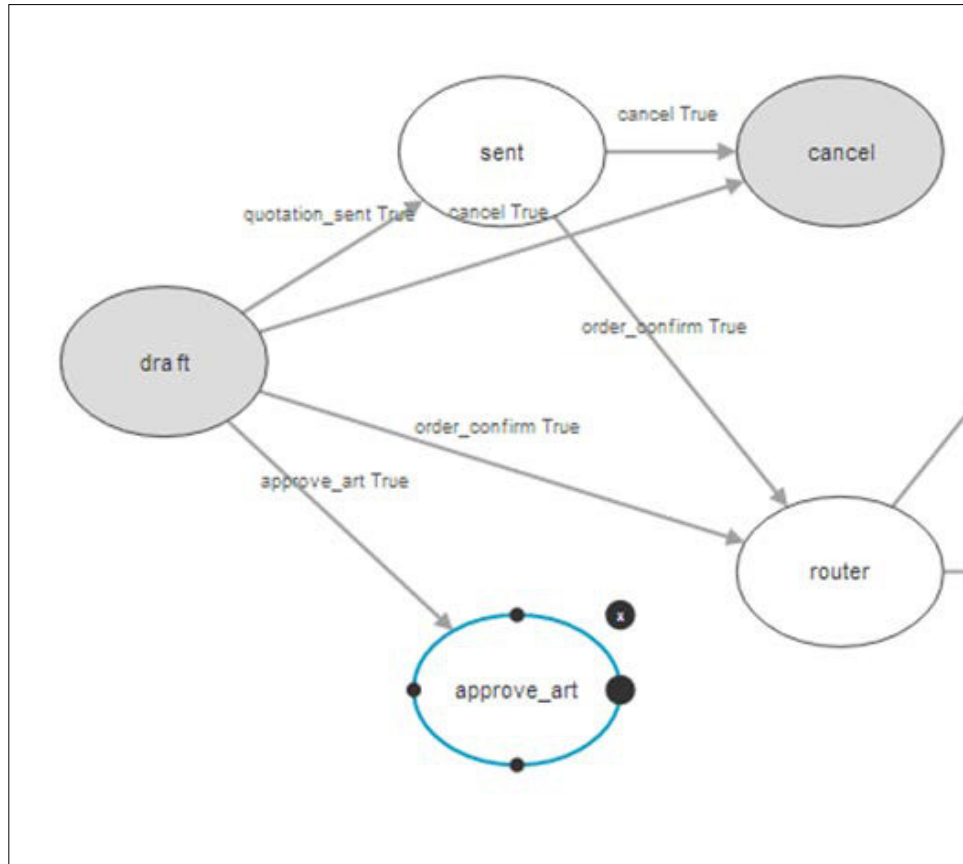 cancel True
sent
cancel
quotation_sent True
cancel True
order_confirm True
draft
order_confirm True
approve_art True
router
x
approve_art